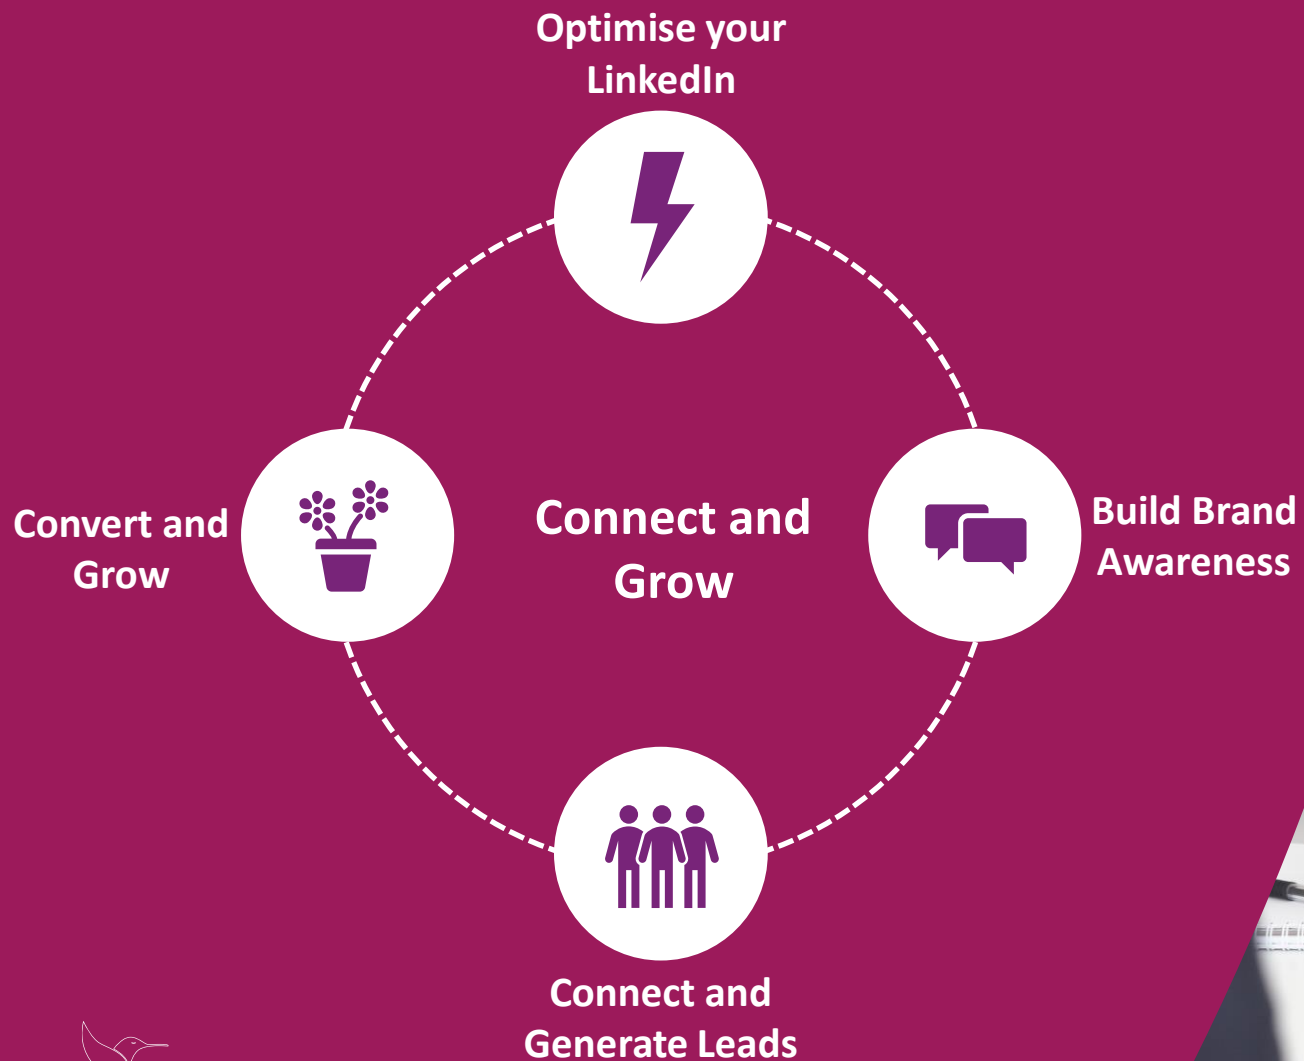 Optimise your
LinkedIn
Convert and
Grow
Connect and
Grow
Build Brand
Awareness
Connect and
Generate Leads